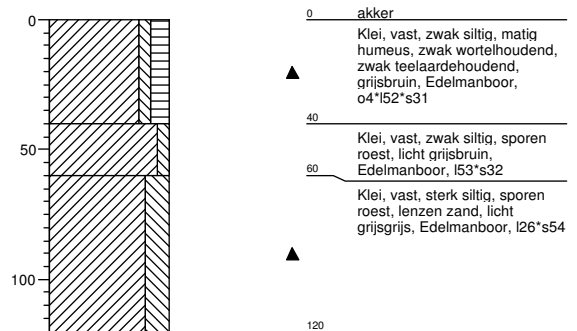 0
50
100
0
akker
Klei, vast, zwak siltig, matig
humeus, zwak wortelhoudend,
zwak teelaardehoudend,
grijsbruin, Edelmanboor,
o4*l52*s31
40
Klei, vast, zwak siltig, sporen
roest, licht grijsbruin,
Edelmanboor, l53*s32
60
Klei, vast, sterk siltig, sporen
roest, lenzen zand, licht
grijsgrijs, Edelmanboor, l26*s54
120